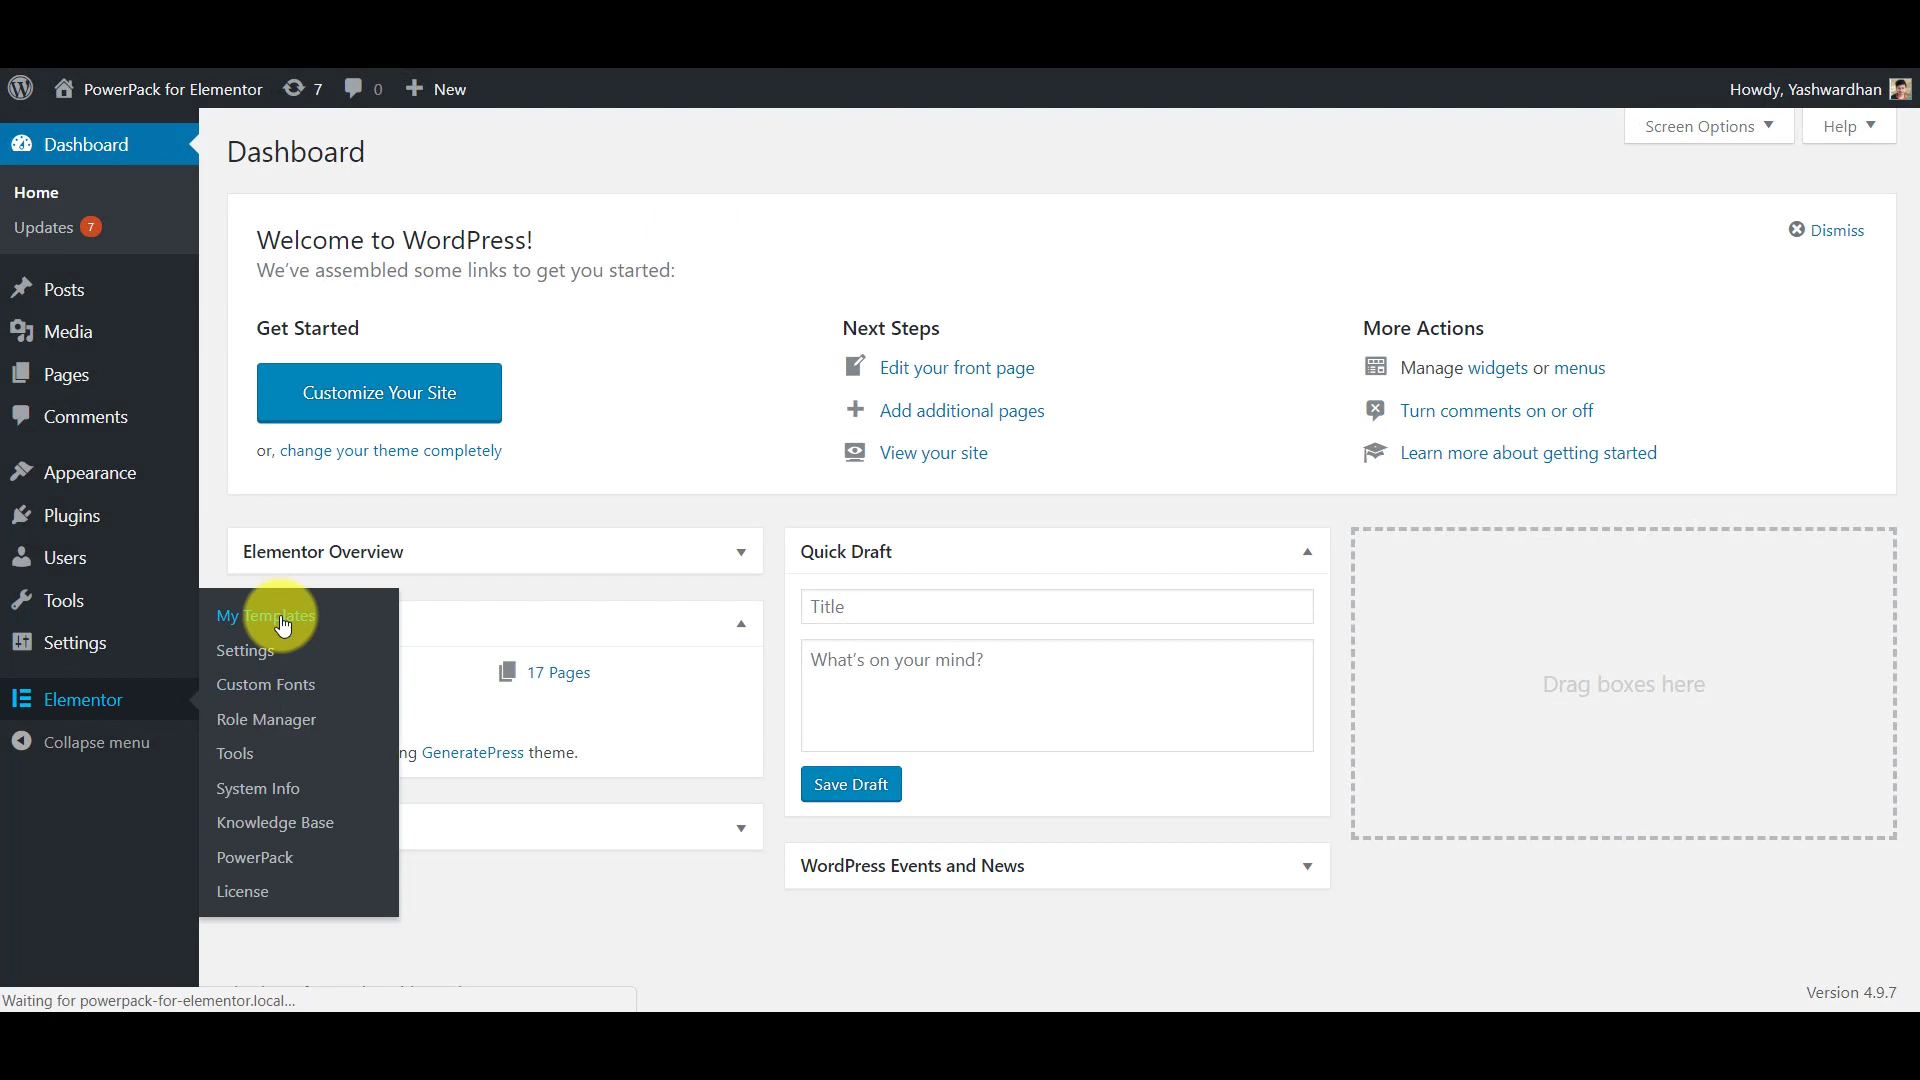 PowerPack for Elementor 7 0 New
Howdy, Yashwardhan
Screen Options Help
Dashboard
Home
Updates 7
Posts
Media
Pages
Comments
Appearance
Plugins
Users
Tools
Settings
Elementor
Collapse menu
My Templates
Settings
Custom Fonts
Role Manager
Tools
System Info
Knowledge Base
PowerPack
License
Dashboard
Welcome to WordPress!
We've assembled some links to get you started:
Dismiss
Get Started
Customize Your Site
or, change your theme completely
Next Steps
Edit your front page
Add additional pages
View your site
More Actions
Manage widgets or menus
Turn comments on or off
Learn more about getting started
Elementor Overview
17 Pages
ng GeneratePress theme.
Quick Draft
Title
What's on your mind?
Save Draft
WordPress Events and News
Drag boxes here
Waiting for powerpack-for-elementor.local...
Version 4.9.7